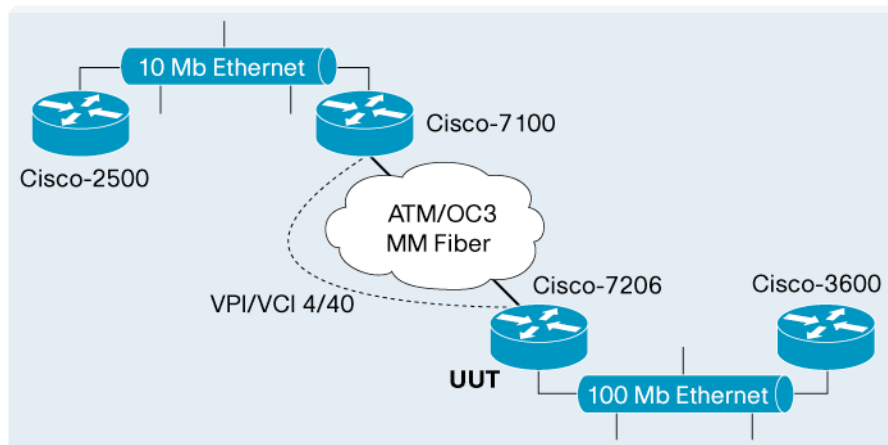 10 Mb Ethernet
Cisco-7100
Cisco-2500
ATM/OC3
MM Fiber
Cisco-7206
Cisco-3600
VPI/VCI 4/40
UUT
100 Mb Ethernet